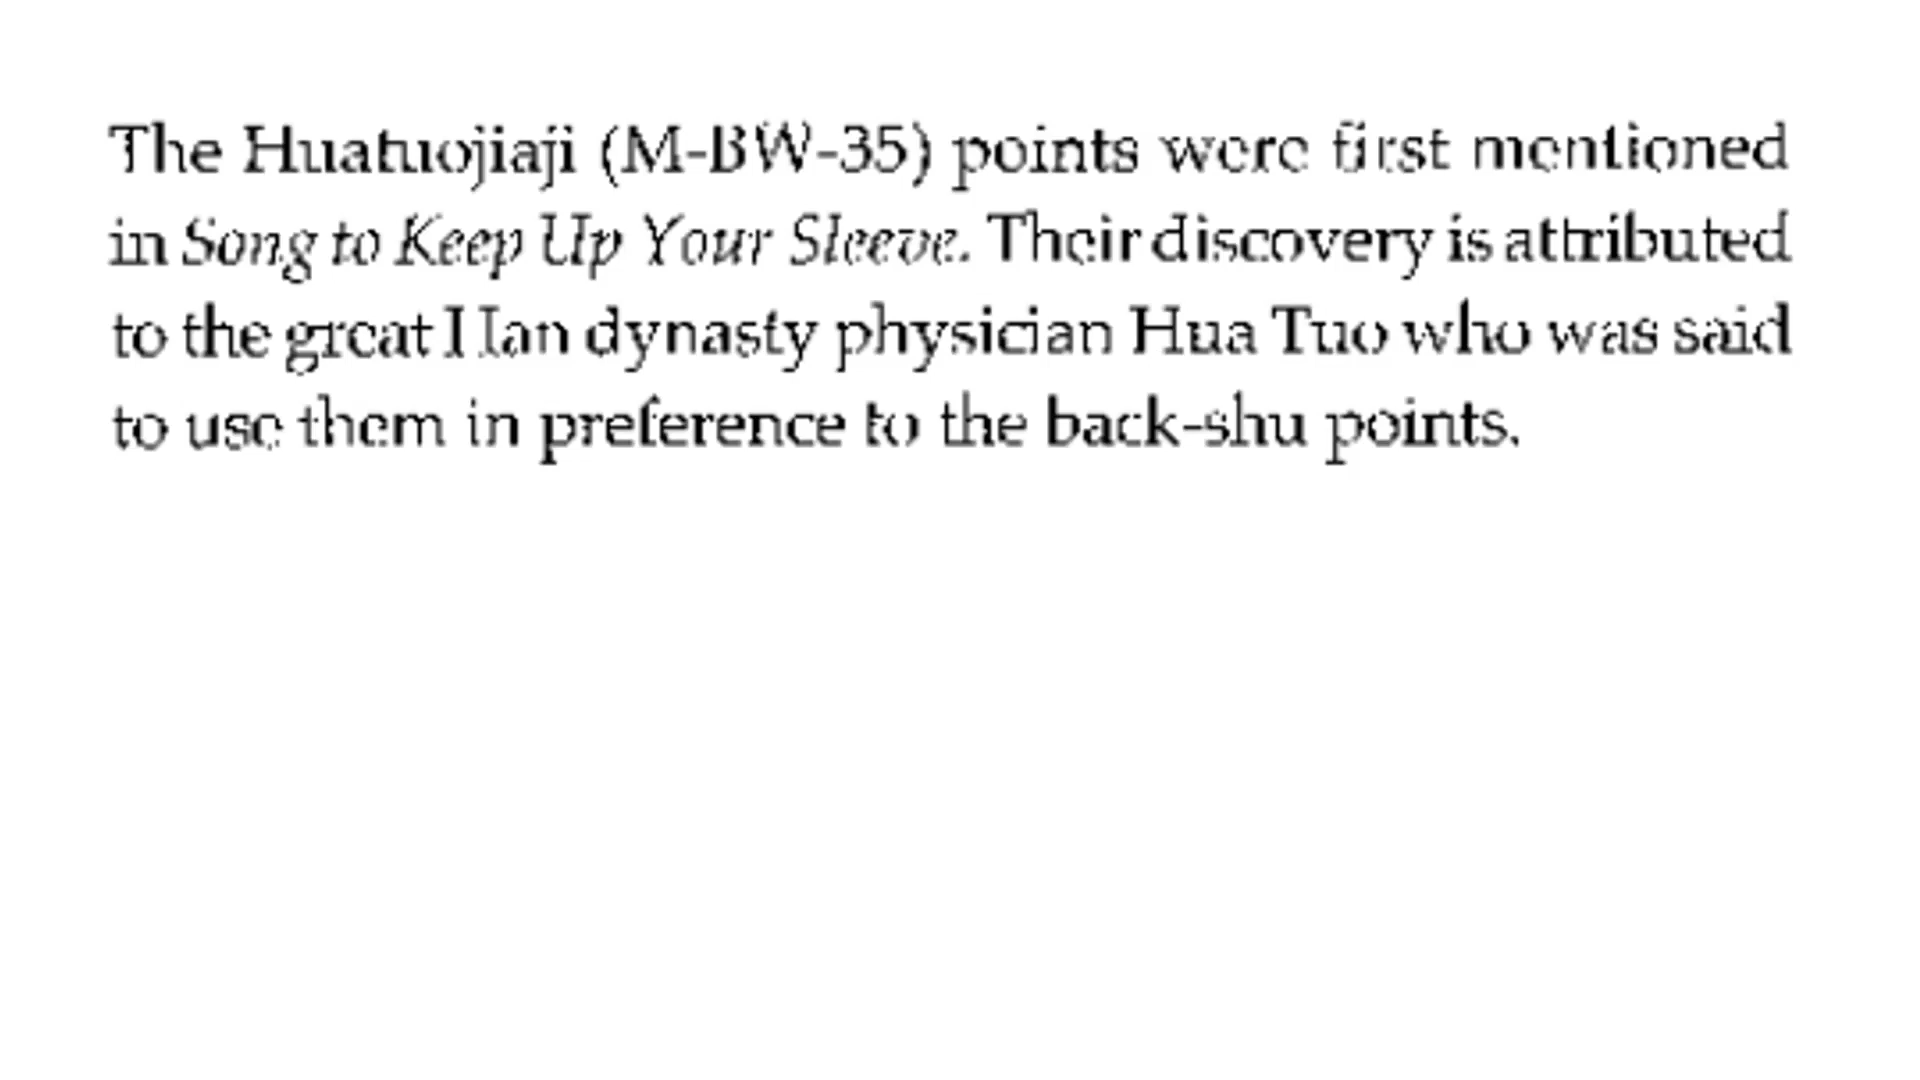 The Huatuojiaji (M-BW-35) points were first mentioned
in Song to Keep Up Your Sleeve. Their discovery is attributed
to the great Han dynasty physician Hua Tuo who was said
to use them in preference to the back-shu points.